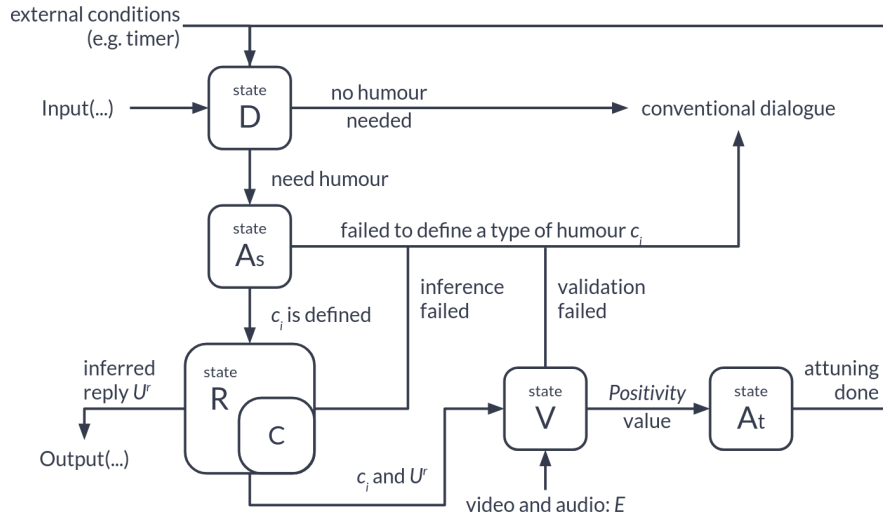 external conditions
(e.g. timer)
state
D
Input(...)
no humour
needed
conventional dialogue
need humour
state
As
failed to define a type of humour ci
ci is defined
inference
failed
validation
failed
inferred
reply Ur
state
R
C
Output(...)
ci and Ur
state
V
Positivity
value
state
At
attuning
done
video and audio: E